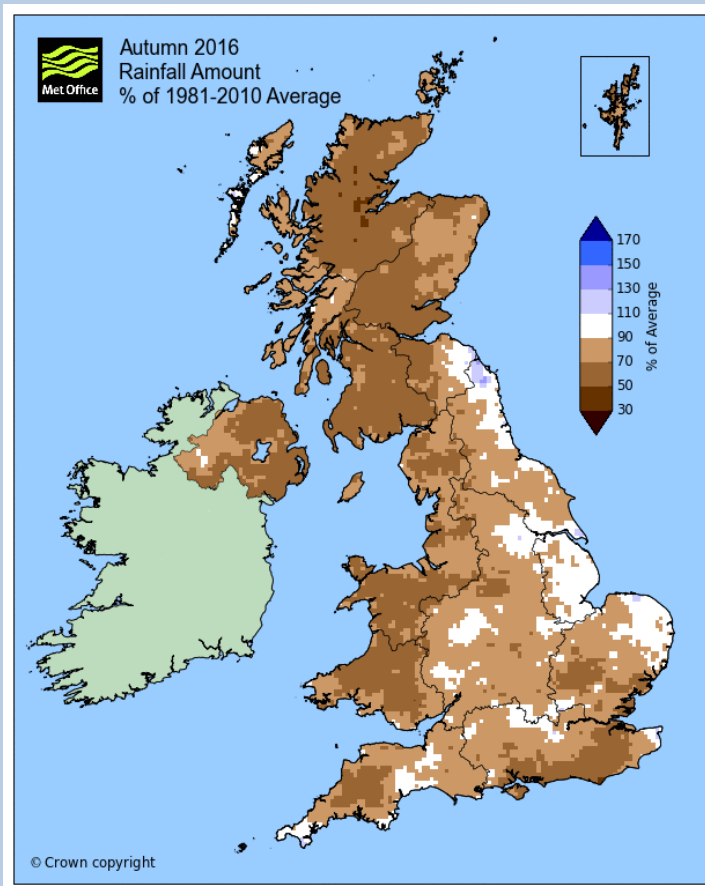 Met Office
Autumn 2016
Rainfall Amount
% of 1981-2010 Average
170
150
130
110
90
70
50
30
% of Average
© Crown copyright